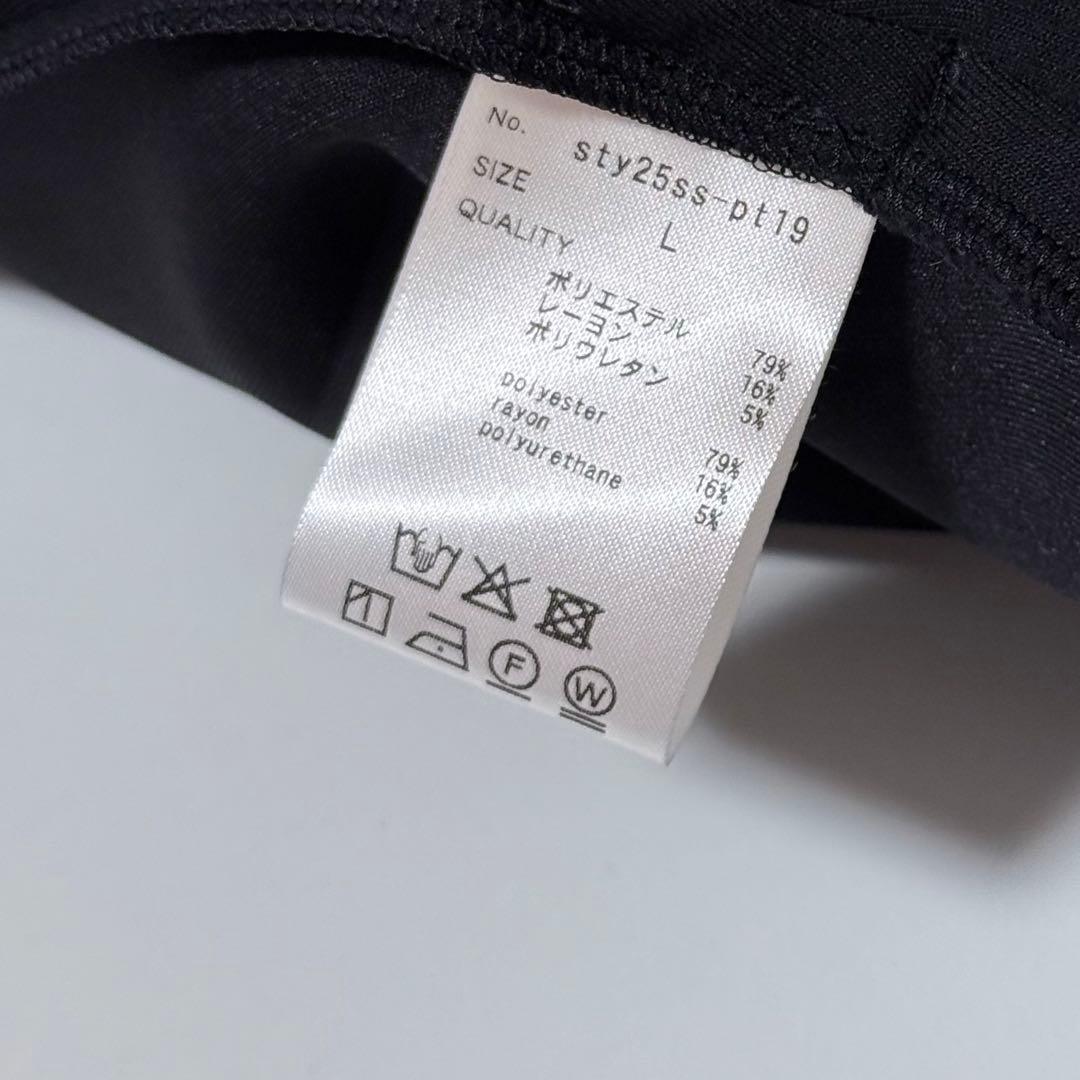 No. sty25ss-pt19
SIZE L
QUALITY
ポリエステル 79%
レーヨン 16%
ポリウレタン 5%
polyester 79%
rayon 16%
polyurethane 5%
F W